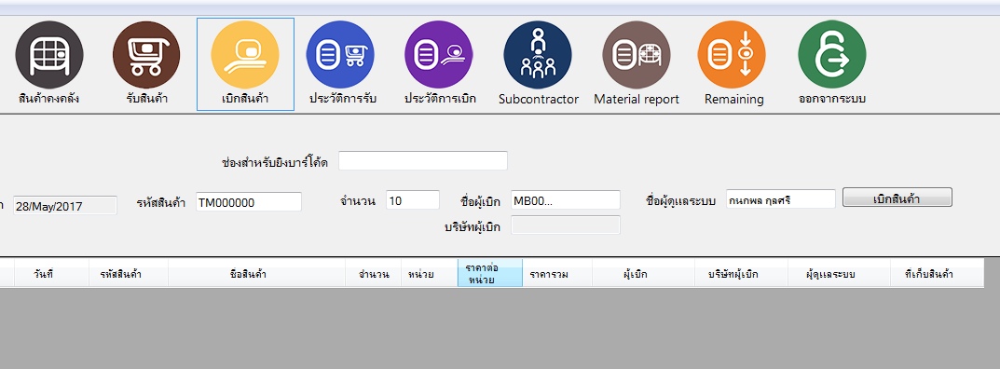 สินค้าคงคลัง
รับสินค้า
เบิกสินค้า
ประวัติการรับ
ประวัติการเบิก
Subcontractor
Material report
Remaining
ออกจากระบบ
ช่องสำหรับยิงบาร์โค้ด
28/May/2017
รหัสสินค้า TM000000
จำนวน 10
ชื่อผู้เบิก MB00...
ชื่อผู้ดูแลระบบ กนกพล กุลศรี
เบิกสินค้า
บริษัทผู้เบิก
วันที่
รหัสสินค้า
ชื่อสินค้า
จำนวน
หน่วย
ราคาต่อ
หน่วย
ราคารวม
ผู้เบิก
บริษัทผู้เบิก
ผู้ดูแลระบบ
ที่เก็บสินค้า